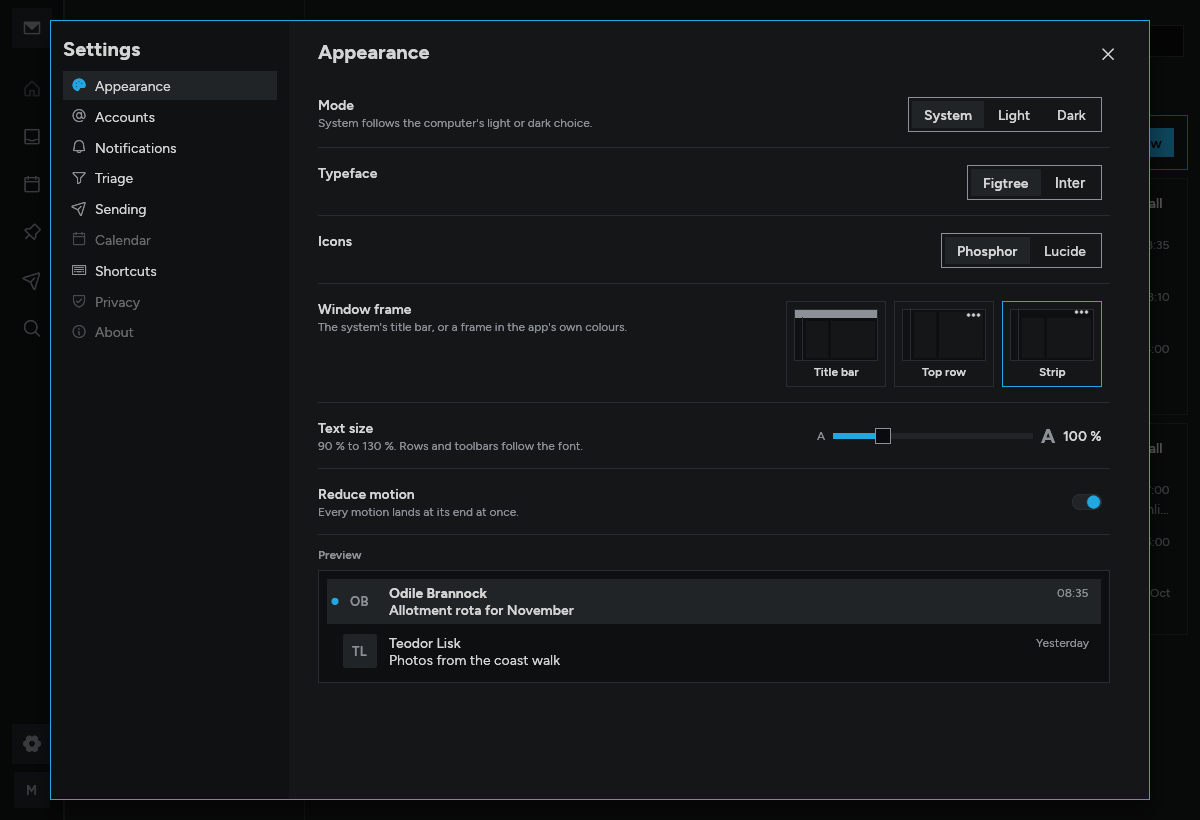 Settings
Appearance
Accounts
Notifications
Triage
Sending
Calendar
Shortcuts
Privacy
About
M
Appearance
Mode
System follows the computer's light or dark choice.
System Light Dark
Typeface
Figtree Inter
Icons
Phosphor Lucide
Window frame
The system's title bar, or a frame in the app's own colours.
Title bar Top row Strip
Text size
90 % to 130 %. Rows and toolbars follow the font.
A A 100 %
Reduce motion
Every motion lands at its end at once.
Preview
OB Odile Brannock 08:35
Allotment rota for November
TL Teodor Lisk Yesterday
Photos from the coast walk
Oct